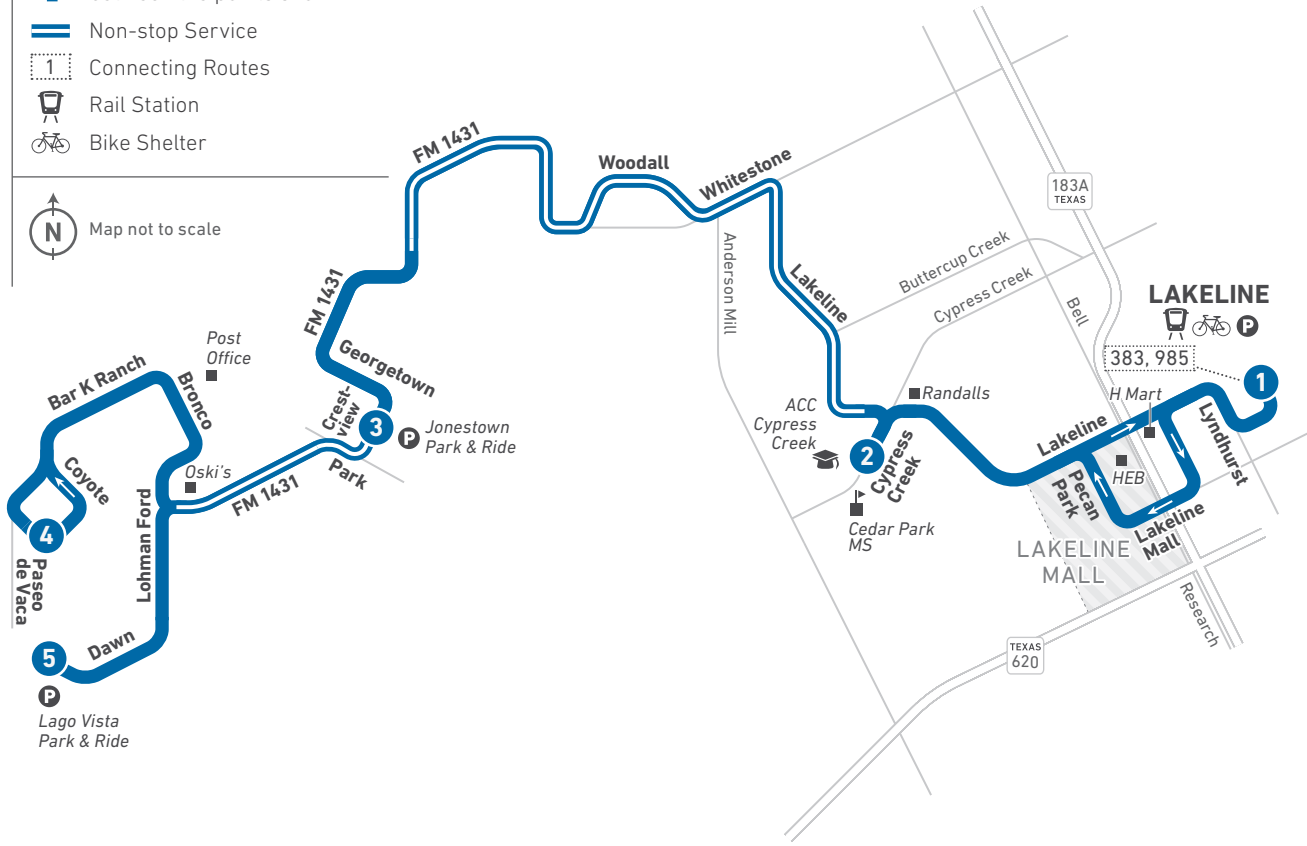 Non-stop Service
1 Connecting Routes
Rail Station
Bike Shelter
N Map not to scale
FM 1431
Woodall
Whitestone
183A
TEXAS
Anderson Mill
Lakeline
Buttercup Creek
Cypress Creek
Bell
LAKELINE
P
383, 985
1
H Mart
Lyndhurst
Lakeline
HEB
Pecan
Park
Lakeline
Mall
LAKELINE
MALL
Research
TEXAS
620
Randalls
ACC
Cypress
Creek
2
Cypress
Creek
Cedar Park
MS
FM 1431
Georgetown
Crest-
view
3
P
Jonestown
Park & Ride
Park
FM 1431
Post
Office
Bar K Ranch
Bronco
Oski's
Coyote
4
Paseo
de Vaca
Lohman Ford
Dawn
5
P
Lago Vista
Park & Ride